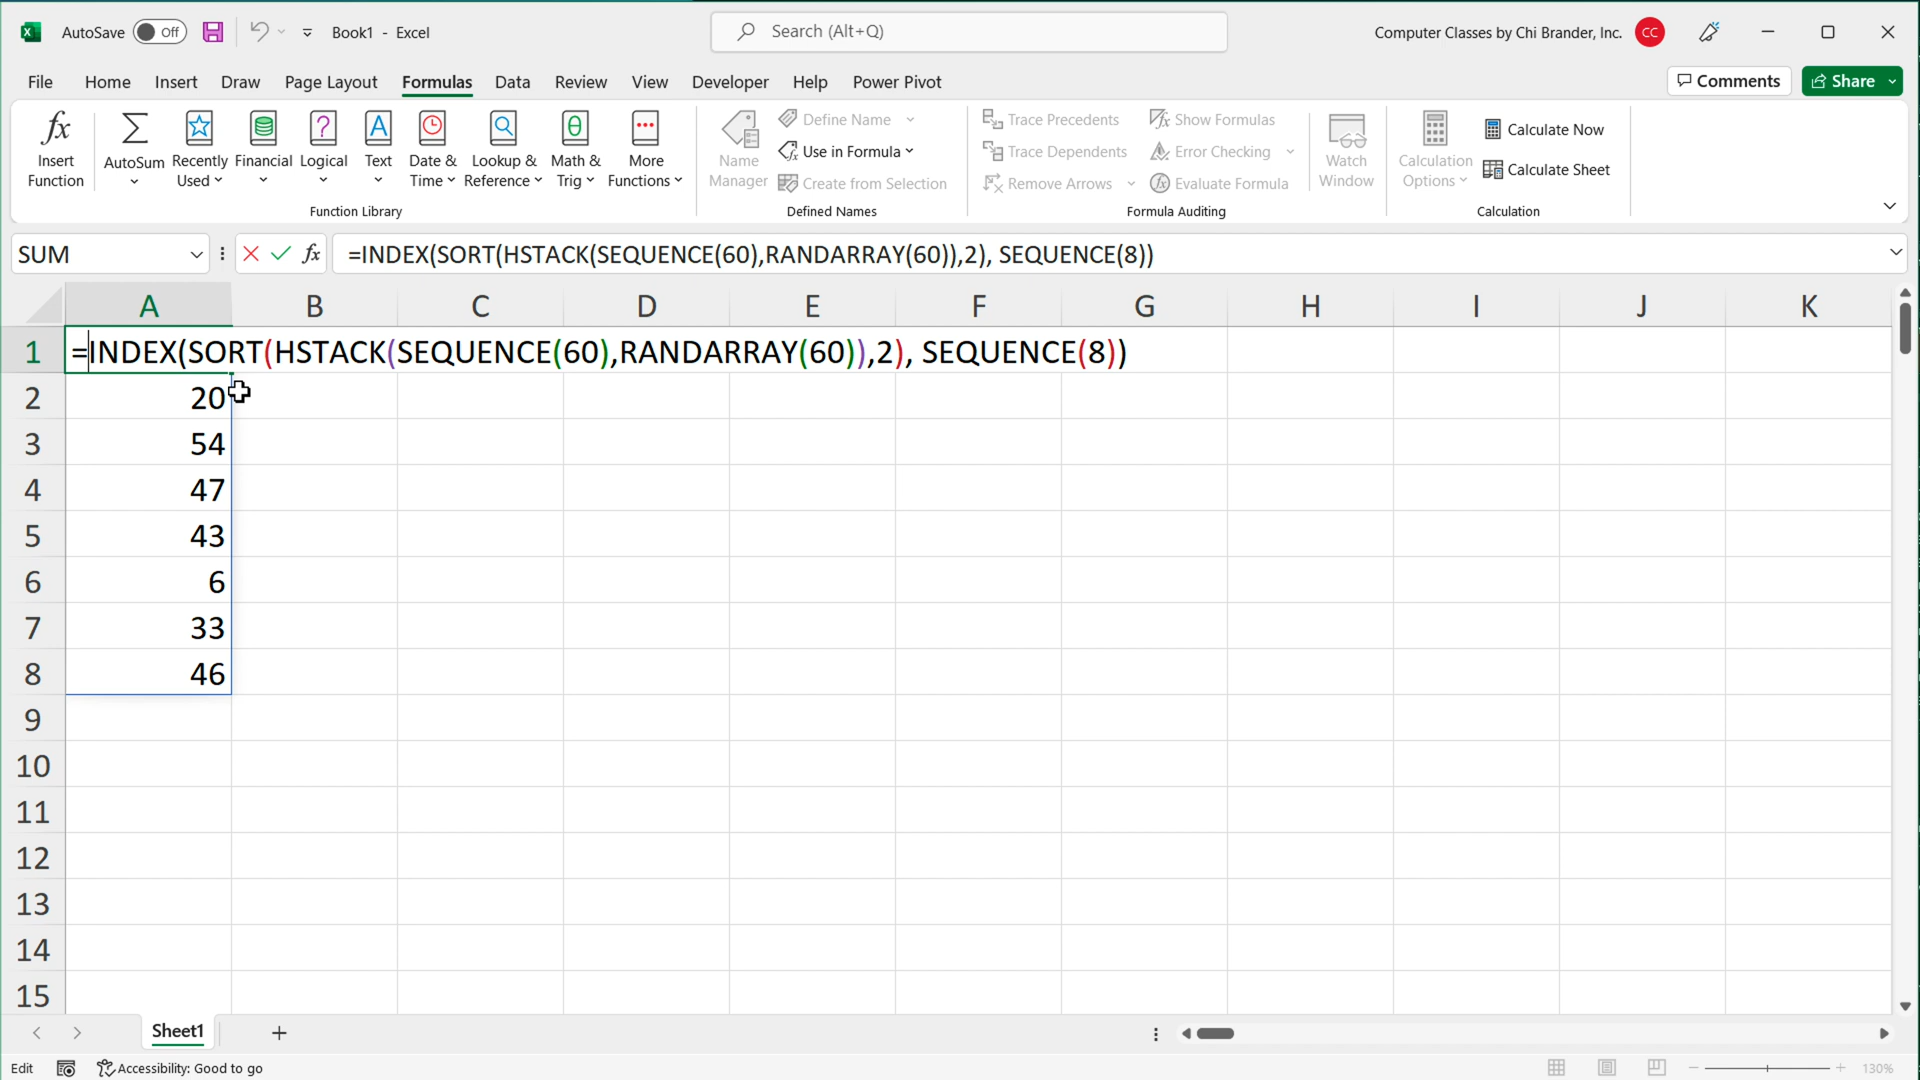 AutoSave Off Book1 - Excel Search (Alt+Q) Computer Classes by Chi Brander, Inc. CC
File Home Insert Draw Page Layout Formulas Data Review View Developer Help Power Pivot Comments Share
Insert Function
AutoSum
Recently Used
Financial
Logical
Text
Date & Time
Lookup & Reference
Math & Trig
More Functions
Function Library
Name Manager
Define Name
Use in Formula
Create from Selection
Defined Names
Trace Precedents
Trace Dependents
Remove Arrows
Show Formulas
Error Checking
Evaluate Formula
Formula Auditing
Watch Window
Calculation Options
Calculate Now
Calculate Sheet
Calculation
SUM fx =INDEX(SORT(HSTACK(SEQUENCE(60),RANDARRAY(60)),2), SEQUENCE(8))
A B C D E F G H I J K
1 =INDEX(SORT(HSTACK(SEQUENCE(60),RANDARRAY(60)),2), SEQUENCE(8))
2 20
3 54
4 47
5 43
6 6
7 33
8 46
9
10
11
12
13
14
15
Sheet1
Edit Accessibility: Good to go 130%